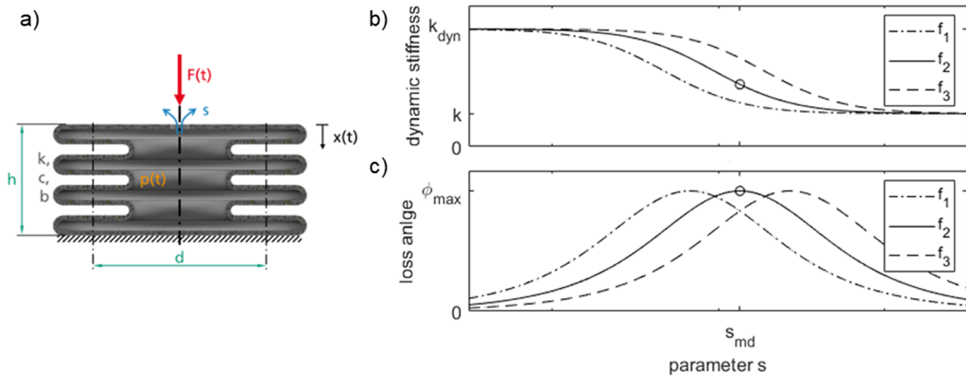 a)
F(t)
s
x(t)
k,
c,
b
h
p(t)
d
b)
dynamic stiffness
k_dyn
k
0
f_1
f_2
f_3
c)
loss anlge
ϕ_max
0
f_1
f_2
f_3
s_md
parameter s